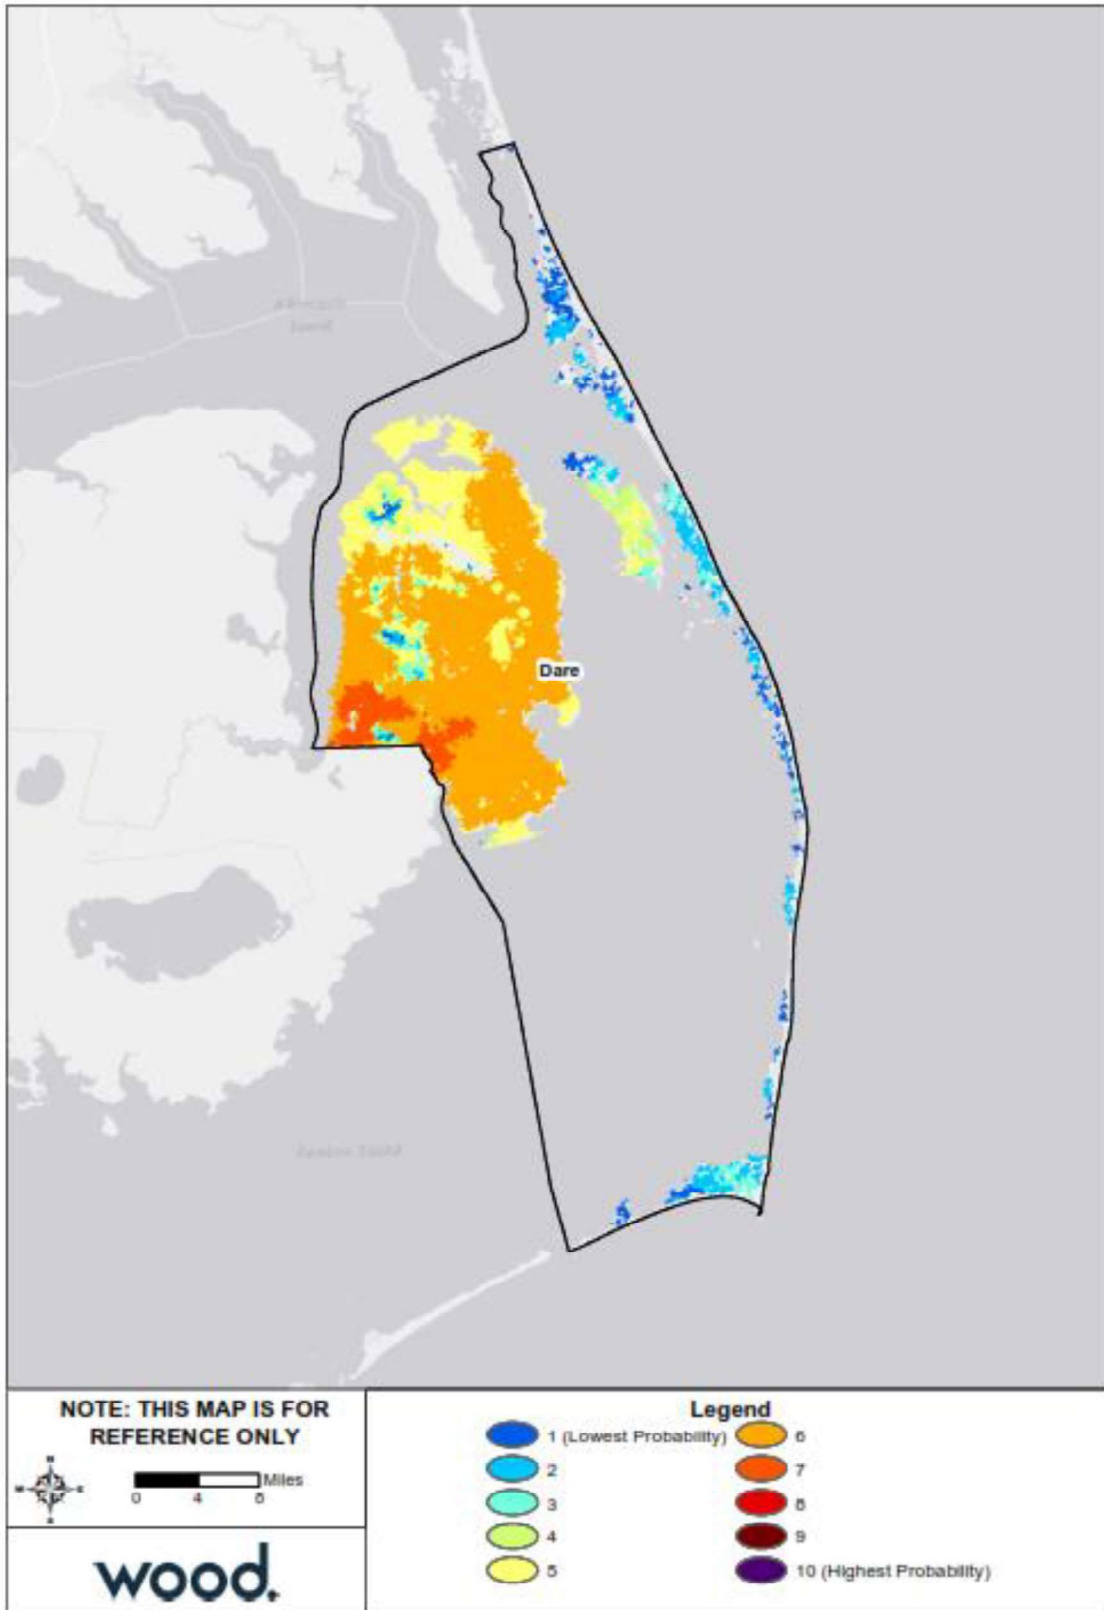 Dare
NOTE: THIS MAP IS FOR
REFERENCE ONLY
N
W E
S
Miles
0 4 8
wood.
Legend
1 (Lowest Probability)
2
3
4
5
6
7
8
9
10 (Highest Probability)